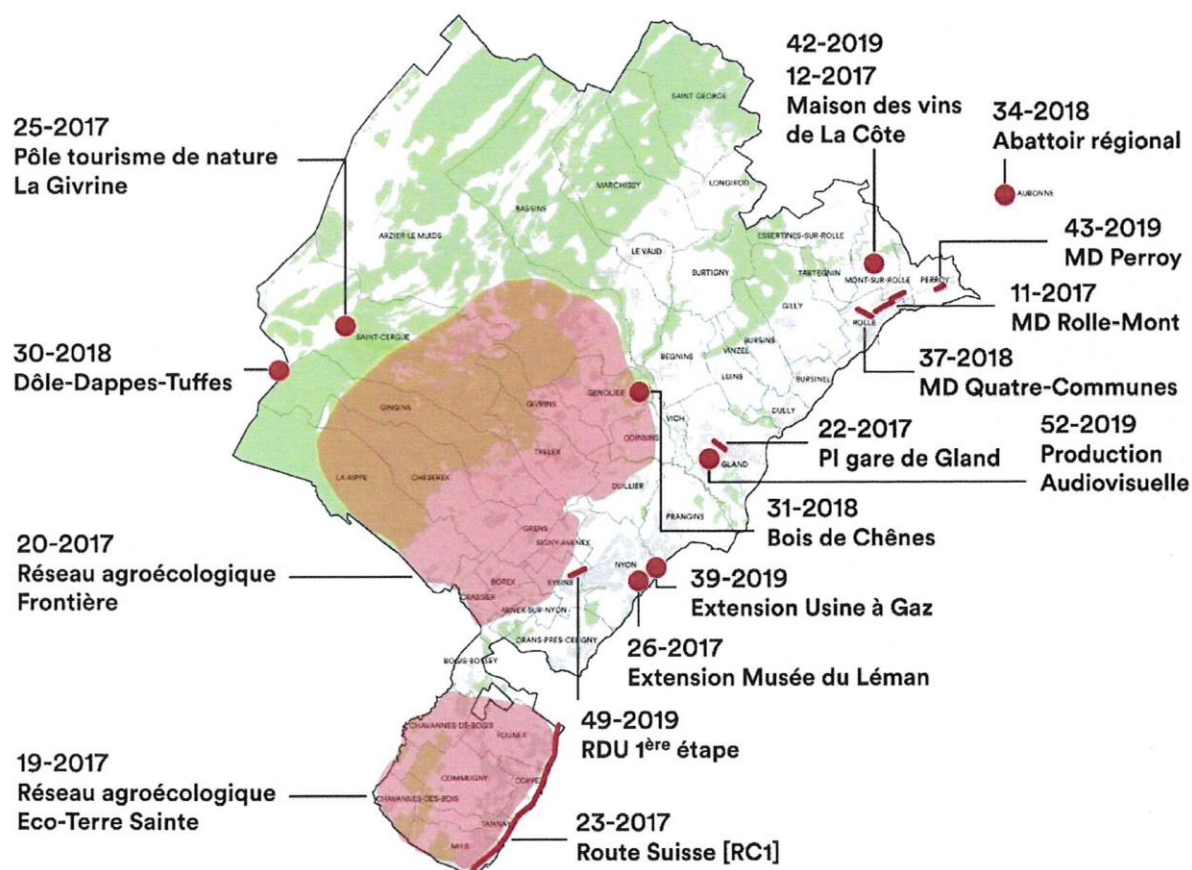 42-2019
12-2017
Maison des vins
de La Côte
34-2018
Abattoir régional
25-2017
Pôle tourisme de nature
La Givrine
43-2019
MD Perroy
11-2017
MD Rolle-Mont
30-2018
Dôle-Dappes-Tuffes
37-2018
MD Quatre-Communes
22-2017
PI gare de Gland
52-2019
Production
Audiovisuelle
31-2018
Bois de Chênes
20-2017
Réseau agroécologique
Frontière
39-2019
Extension Usine à Gaz
26-2017
Extension Musée du Léman
49-2019
RDU 1ère étape
19-2017
Réseau agroécologique
Eco-Terre Sainte
23-2017
Route Suisse [RC1]
SAINT-GEORGE
MARCHISSY
LONGIROD
BASSINS
ARZIER-LE MUIDS
LE VAUD
BURTIGNY
ESSERTINES-SUR-ROLLE
TARTEGNIN
MONT-SUR-ROLLE
PERROY
AUBONNE
GILLY
ROLLE
BURSINS
VINZEL
BEGNINS
LUINS
BURSINEL
DULLY
SAINT-CERGUE
GENOLIER
GIVRINS
GINGINS
VICH
COINSINS
TRELEX
GLAND
LA RIPPE
CHESEREX
DUILLIER
PRANGINS
GRENS
SIGNY-AVENEX
NYON
EYSINS
BOREX
CRASSIER
ARNEX-SUR-NYON
CRANS-PRES-CELIGNY
BOGIS-BOSSEY
CHAVANNES-DE-BOGIS
FOUNEX
COMMUGNY
COPPET
CHAVANNES-DES-BOIS
TANNAY
MIES